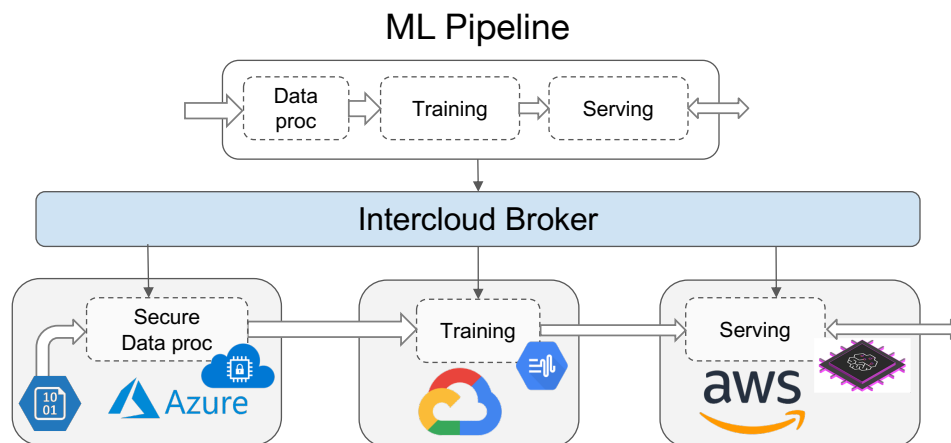 ML Pipeline
Data
proc
Training
Serving
Intercloud Broker
Secure
Data proc
Training
Serving
10
01
Azure
aws